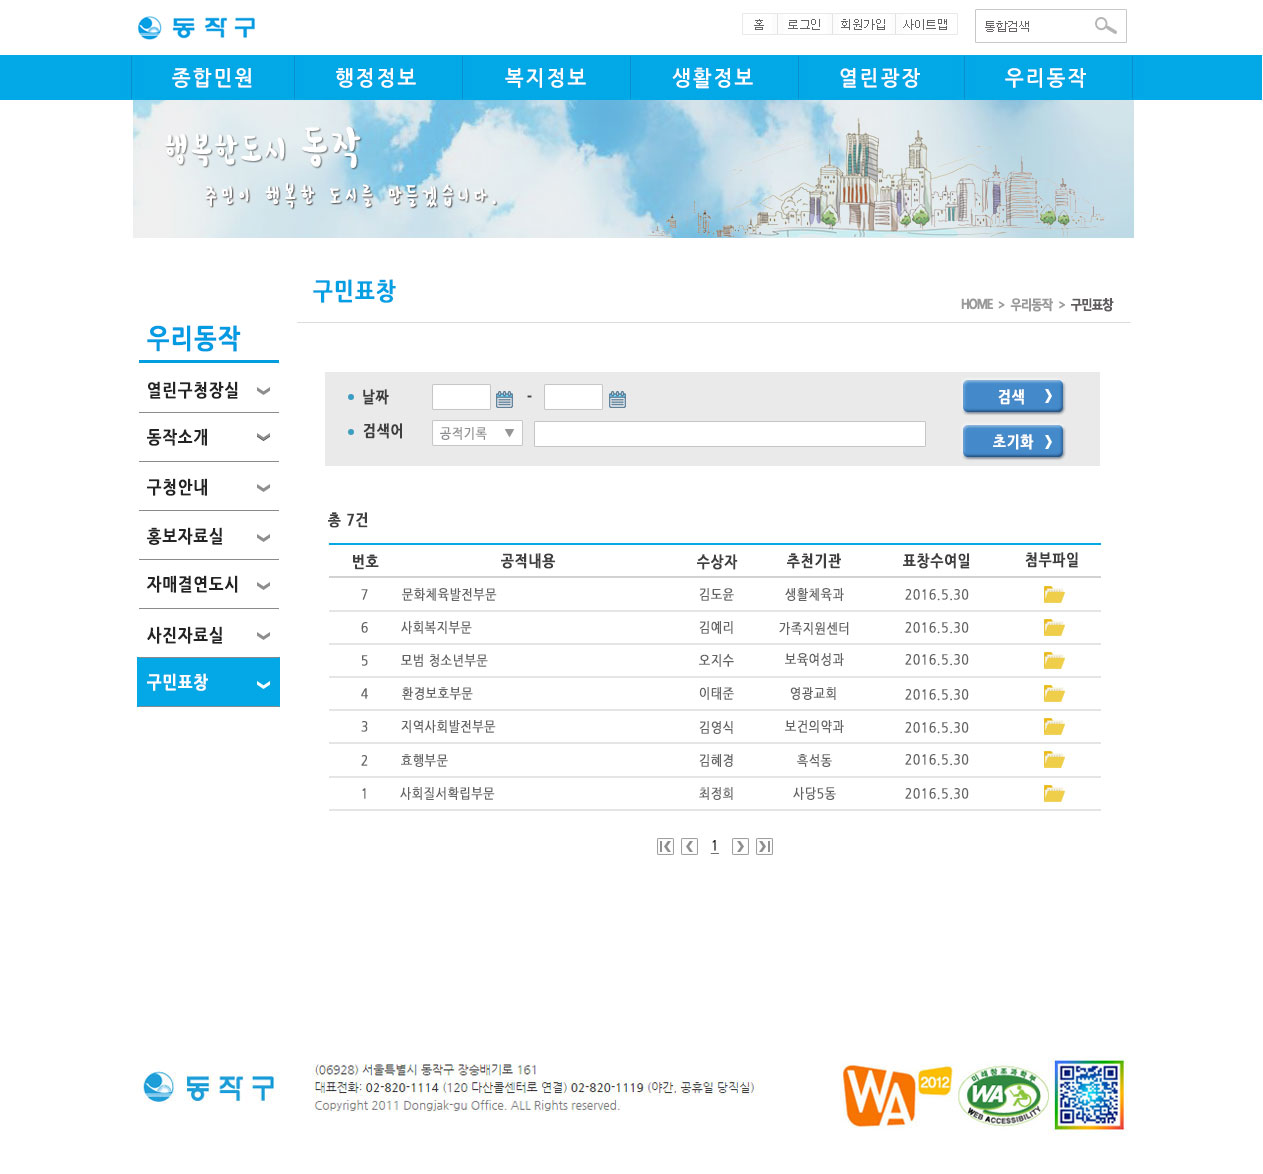 동작구
홈 로그인 회원가입 사이트맵 통합검색
종합민원 행정정보 복지정보 생활정보 열린광장 우리동작
행복한도시 동작
주민이 행복한 도시를 만들겠습니다.
구민표창
HOME > 우리동작 > 구민표창
우리동작
열린구청장실
동작소개
구청안내
홍보자료실
자매결연도시
사진자료실
구민표창
날짜 - 검색
검색어 공적기록 ▼ 초기화
총 7건
번호 공적내용 수상자 추천기관 표창수여일 첨부파일
7 문화체육발전부문 김도윤 생활체육과 2016.5.30
6 사회복지부문 김예리 가족지원센터 2016.5.30
5 모범 청소년부문 오지수 보육여성과 2016.5.30
4 환경보호부문 이태준 영광교회 2016.5.30
3 지역사회발전부문 김영식 보건의약과 2016.5.30
2 효행부문 김혜경 흑석동 2016.5.30
1 사회질서확립부문 최정희 사당5동 2016.5.30
1
동작구
(06928) 서울특별시 동작구 장승배기로 161
대표전화: 02-820-1114 (120 다산콜센터로 연결) 02-820-1119 (야간, 공휴일 당직실)
Copyright 2011 Dongjak-gu Office. ALL Rights reserved.
WA 2012
미래창조과학부
WA
WEB ACCESSIBILITY